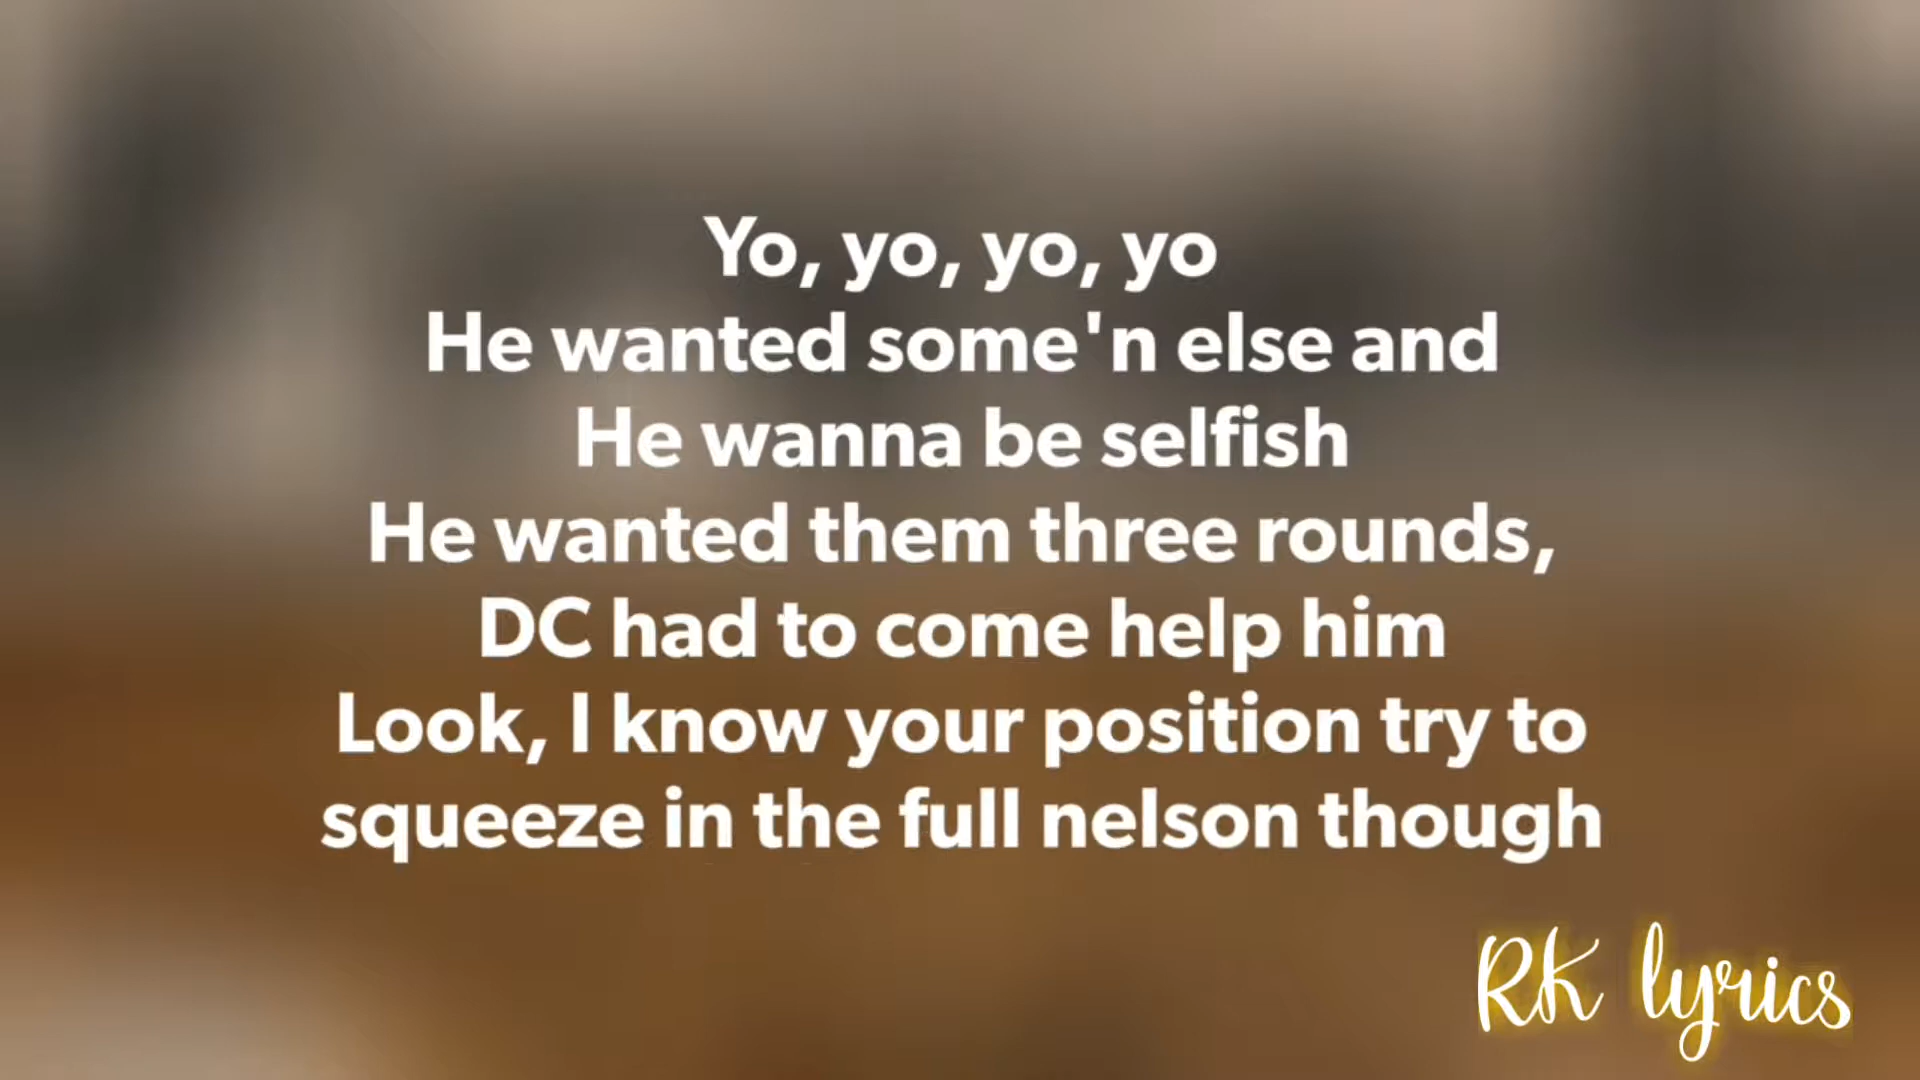 Yo, yo, yo, yo
He wanted some'n else and
He wanna be selfish
He wanted them three rounds,
DC had to come help him
Look, I know your position try to
squeeze in the full nelson though
RK lyrics